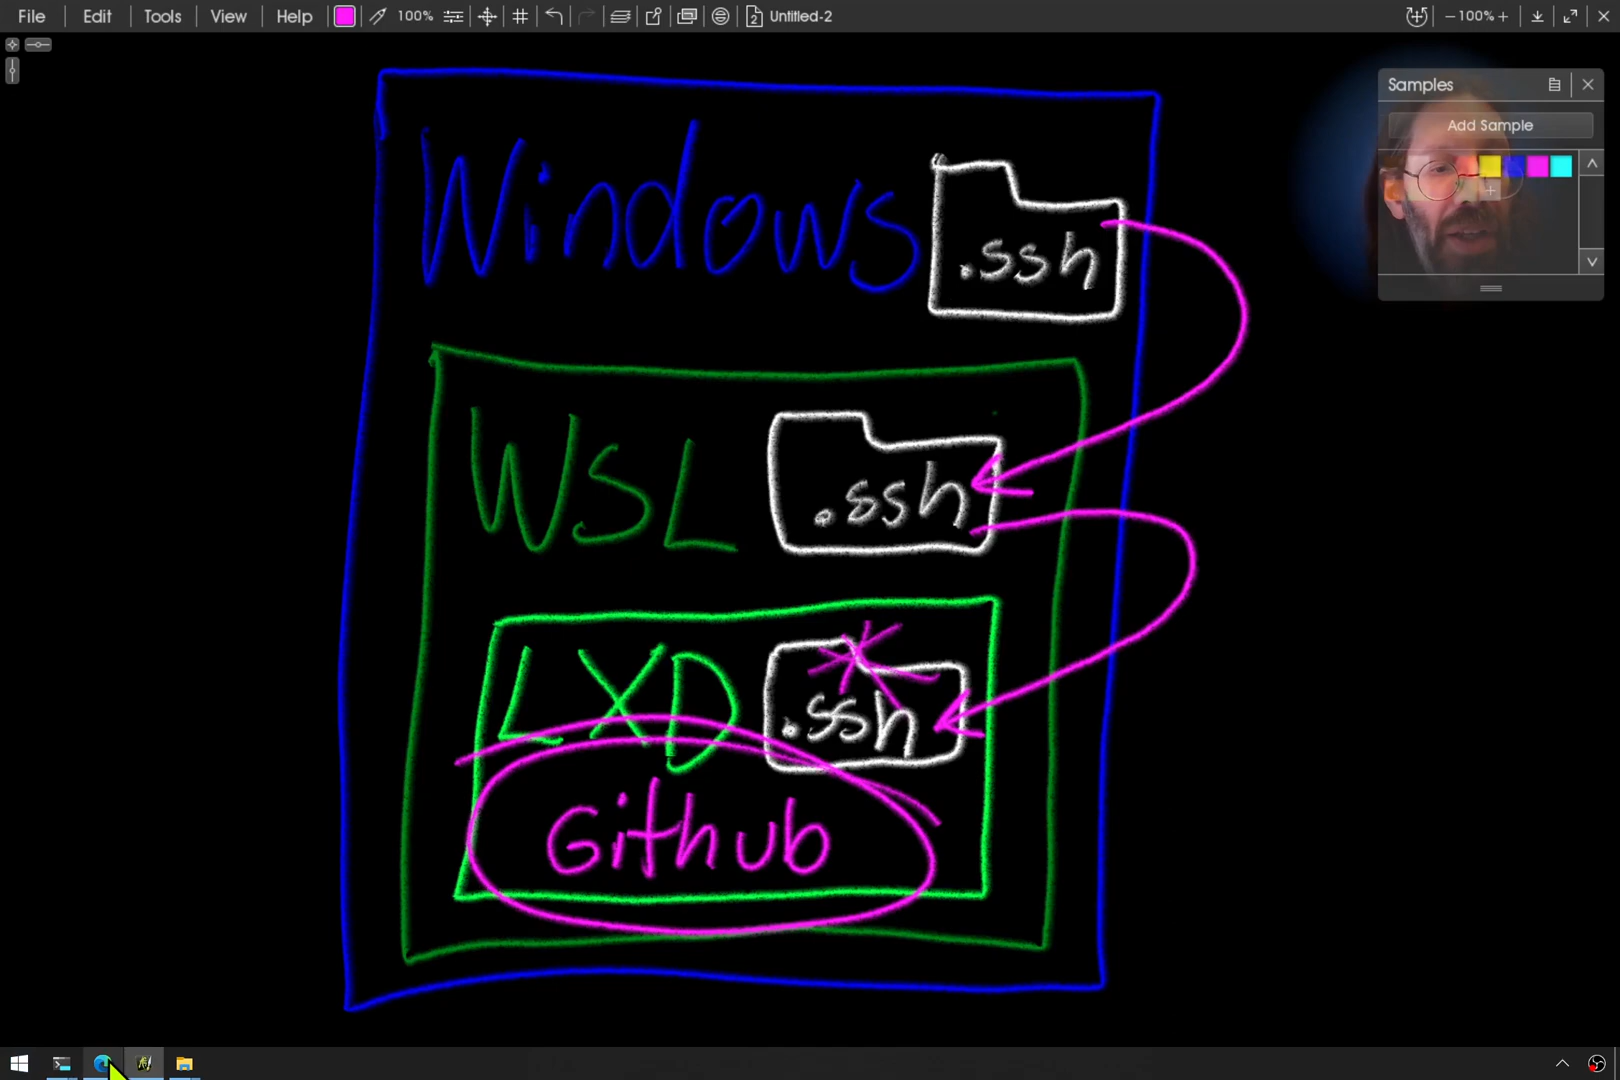 File Edit Tools View Help 100% 2 Untitled-2 100%
Samples
Add Sample
Windows .ssh
WSL .ssh
LXD .ssh
Github